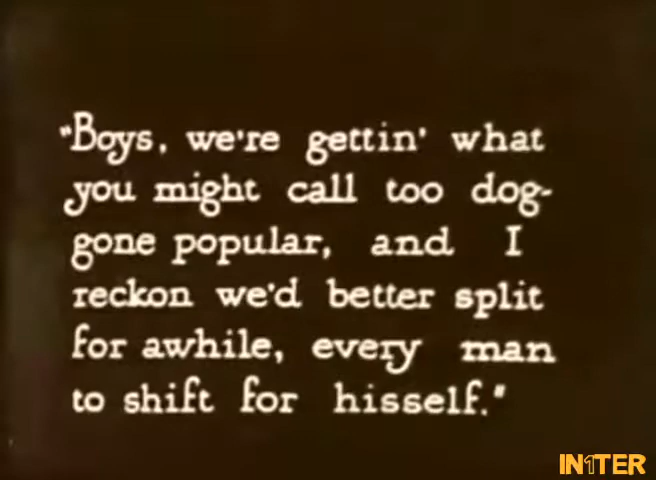 "Boys, we're gettin' what
you might call too dog-
gone popular, and I
reckon we'd better split
for awhile, every man
to shift for hisself."
IN1TER